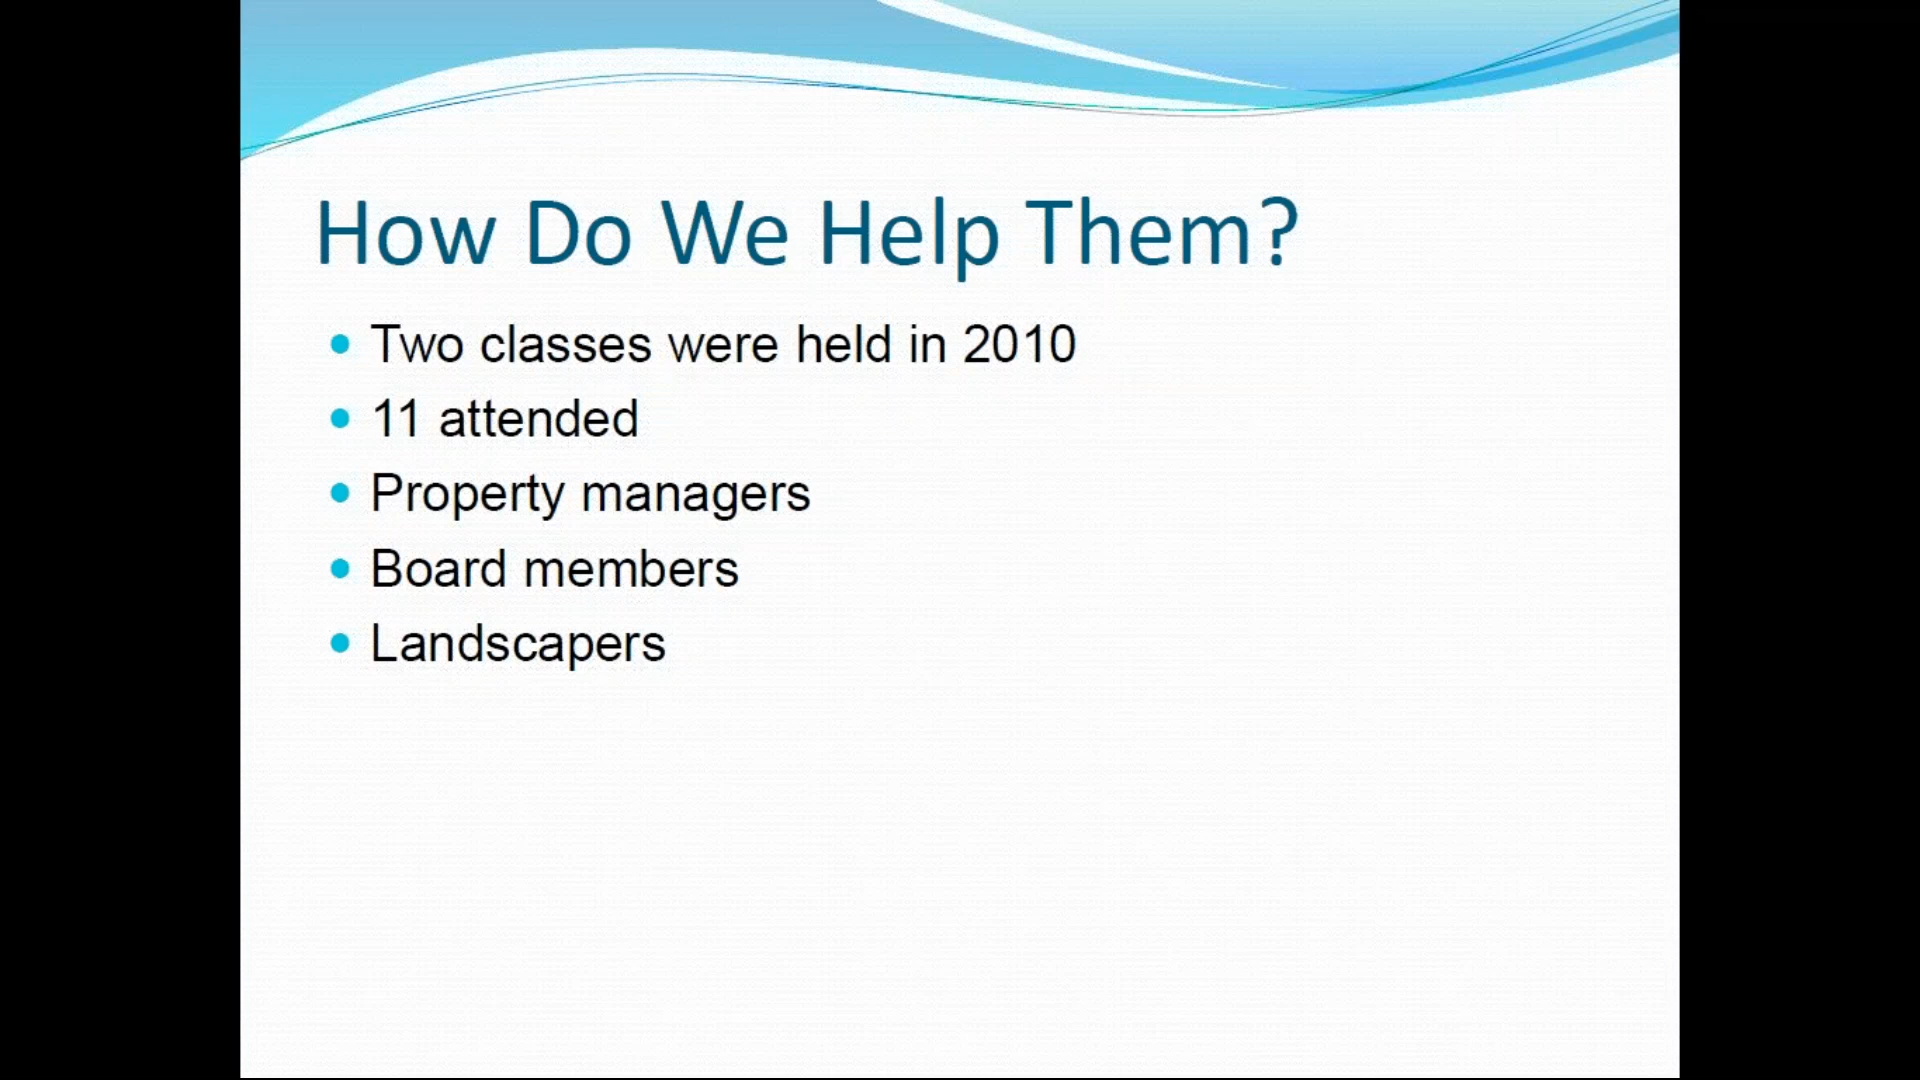 How Do We Help Them?
Two classes were held in 2010
11 attended
Property managers
Board members
Landscapers